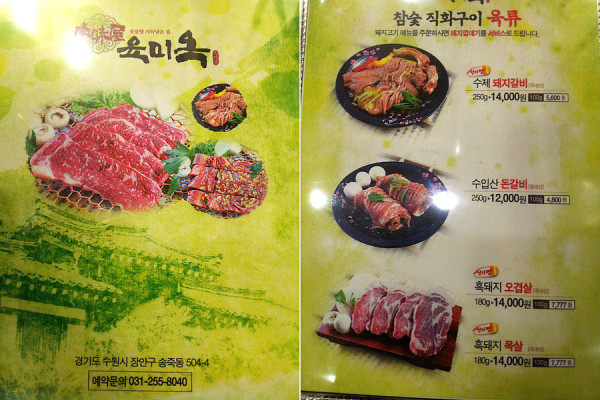 肉味屋
육미옥
경기도 수원시 장안구 송죽동 504-4
예약문의 031-255-8040
참숯 직화구이 육류
돼지고기 메뉴를 주문하시면 돼지껍데기를 서비스로 드립니다.
수제 돼지갈비
250g•14,000원 100g 5,600원
수입산 돈갈비
250g•12,000원 100g 4,800원
흑돼지 오겹살
180g•14,000원 100g 7,777원
흑돼지 목살
180g•14,000원 100g 7,777원